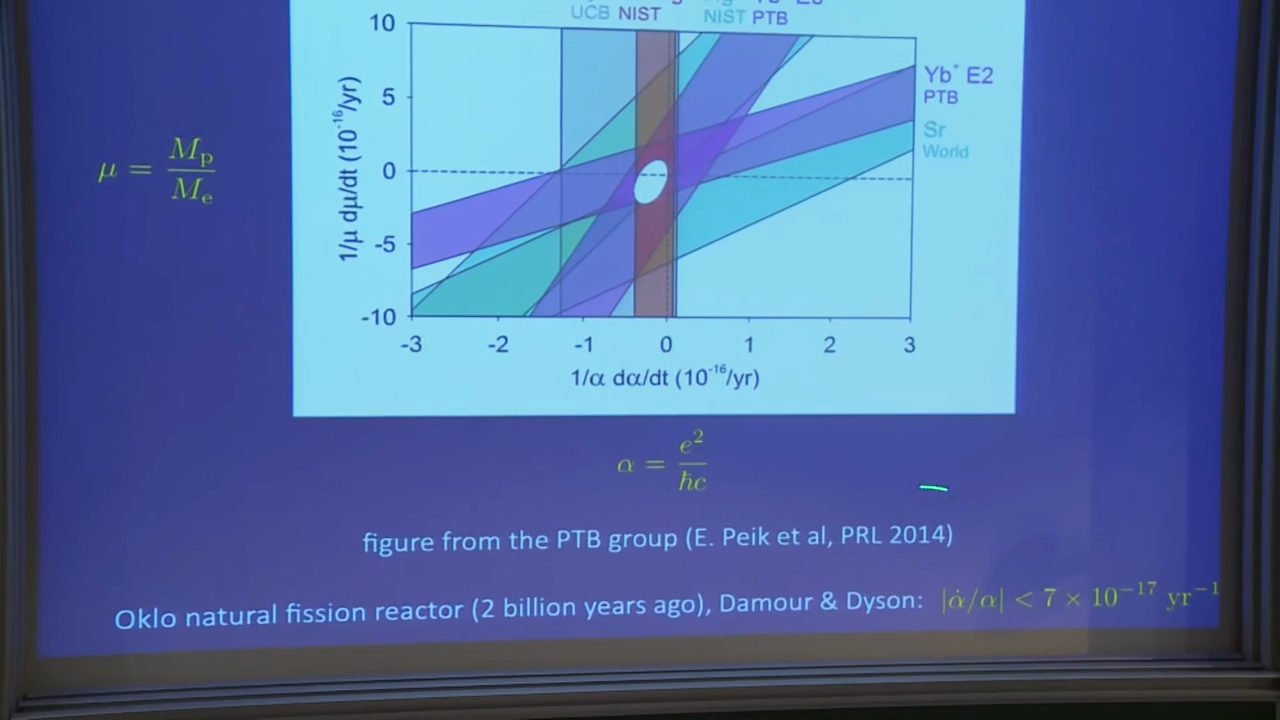 UCB NIST NIST PTB
10
5
0
-5
-10
1/μ dμ/dt (10⁻¹⁶/yr)
Yb⁺ E2
PTB
Sr
World
μ = Mₚ/Mₑ
-3 -2 -1 0 1 2 3
1/α dα/dt (10⁻¹⁶/yr)
α = e²/ħc
figure from the PTB group (E. Peik et al, PRL 2014)
Oklo natural fission reactor (2 billion years ago), Damour & Dyson: |α̇/α| < 7 × 10⁻¹⁷ yr⁻¹